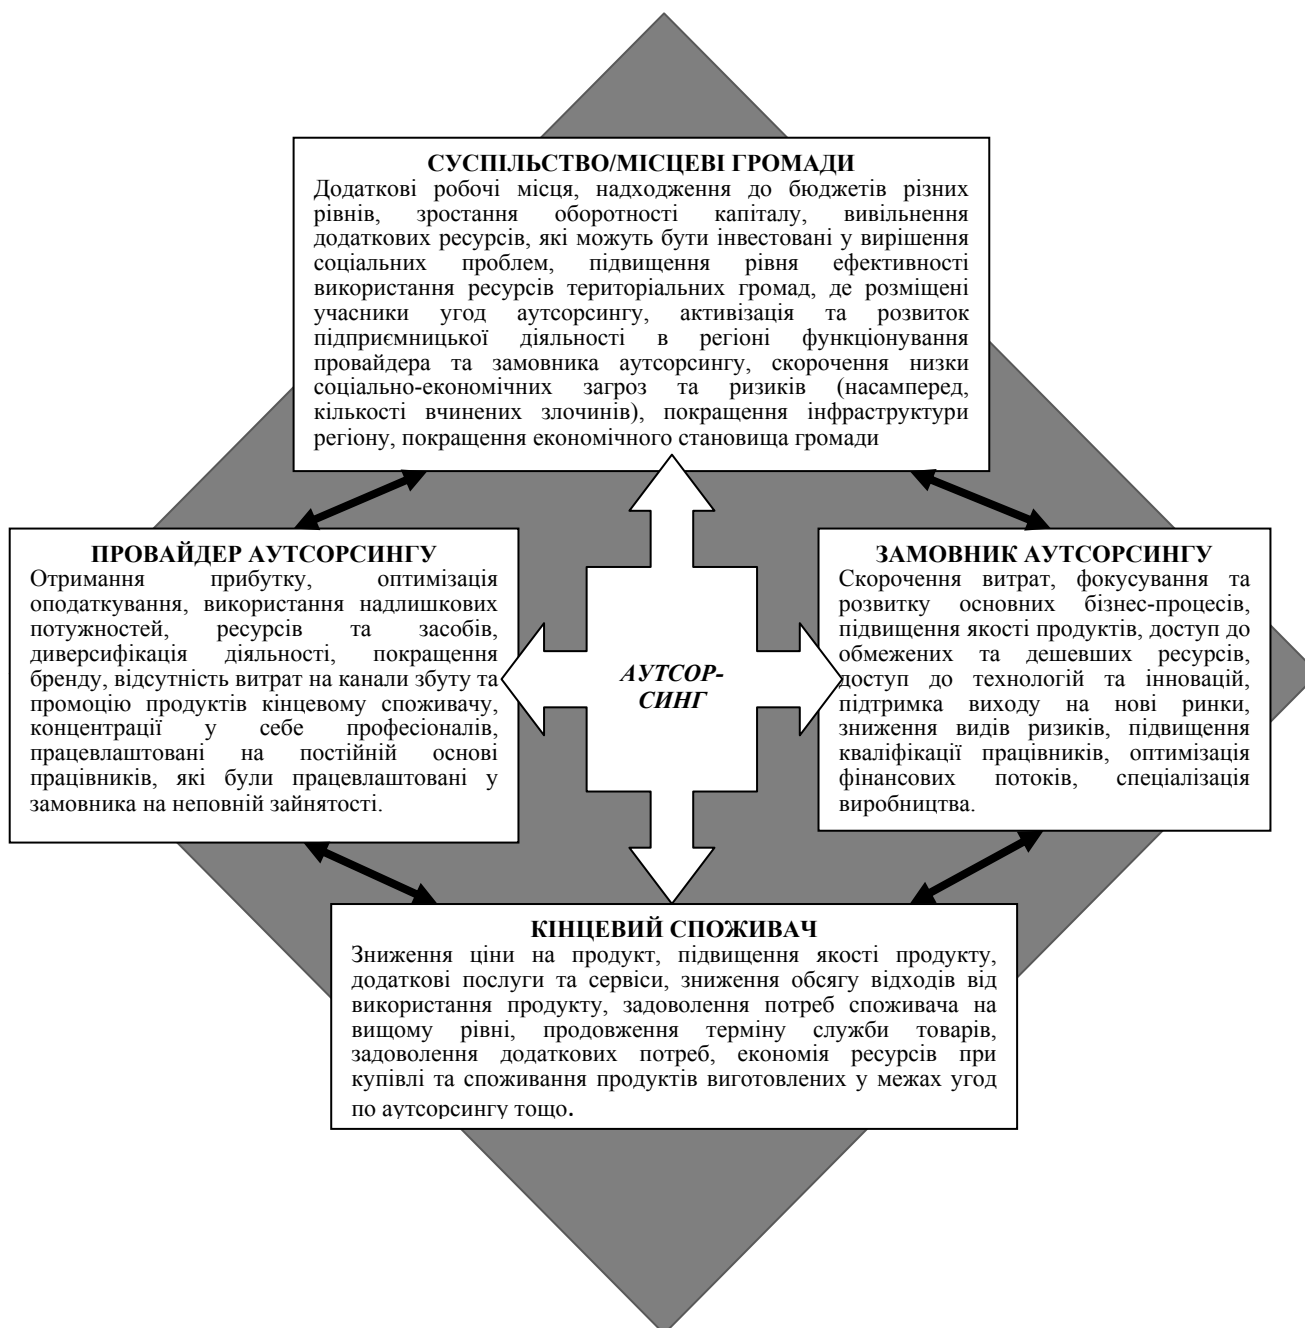 СУСПІЛЬСТВО/МІСЦЕВІ ГРОМАДИ
Додаткові робочі місця, надходження до бюджетів різних
рівнів, зростання оборотності капіталу, вивільнення
додаткових ресурсів, які можуть бути інвестовані у вирішення
соціальних проблем, підвищення рівня ефективності
використання ресурсів територіальних громад, де розміщені
учасники угод аутсорсингу, активізація та розвиток
підприємницької діяльності в регіоні функціонування
провайдера та замовника аутсорсингу, скорочення низки
соціально-економічних загроз та ризиків (насамперед,
кількості вчинених злочинів), покращення інфраструктури
регіону, покращення економічного становища громади
ПРОВАЙДЕР АУТСОРСИНГУ
Отримання прибутку, оптимізація
оподаткування, використання надлишкових
потужностей, ресурсів та засобів,
диверсифікація діяльності, покращення
бренду, відсутність витрат на канали збуту та
промоцію продуктів кінцевому споживачу,
концентрації у себе професіоналів,
працевлаштовані на постійній основі
працівників, які були працевлаштовані у
замовника на неповній зайнятості.
АУТСОР-
СИНГ
ЗАМОВНИК АУТСОРСИНГУ
Скорочення витрат, фокусування та
розвитку основних бізнес-процесів,
підвищення якості продуктів, доступ до
обмежених та дешевших ресурсів,
доступ до технологій та інновацій,
підтримка виходу на нові ринки,
зниження видів ризиків, підвищення
кваліфікації працівників, оптимізація
фінансових потоків, спеціалізація
виробництва.
КІНЦЕВИЙ СПОЖИВАЧ
Зниження ціни на продукт, підвищення якості продукту,
додаткові послуги та сервіси, зниження обсягу відходів від
використання продукту, задоволення потреб споживача на
вищому рівні, продовження терміну служби товарів,
задоволення додаткових потреб, економія ресурсів при
купівлі та споживання продуктів виготовлених у межах угод
по аутсорсингу тощо.